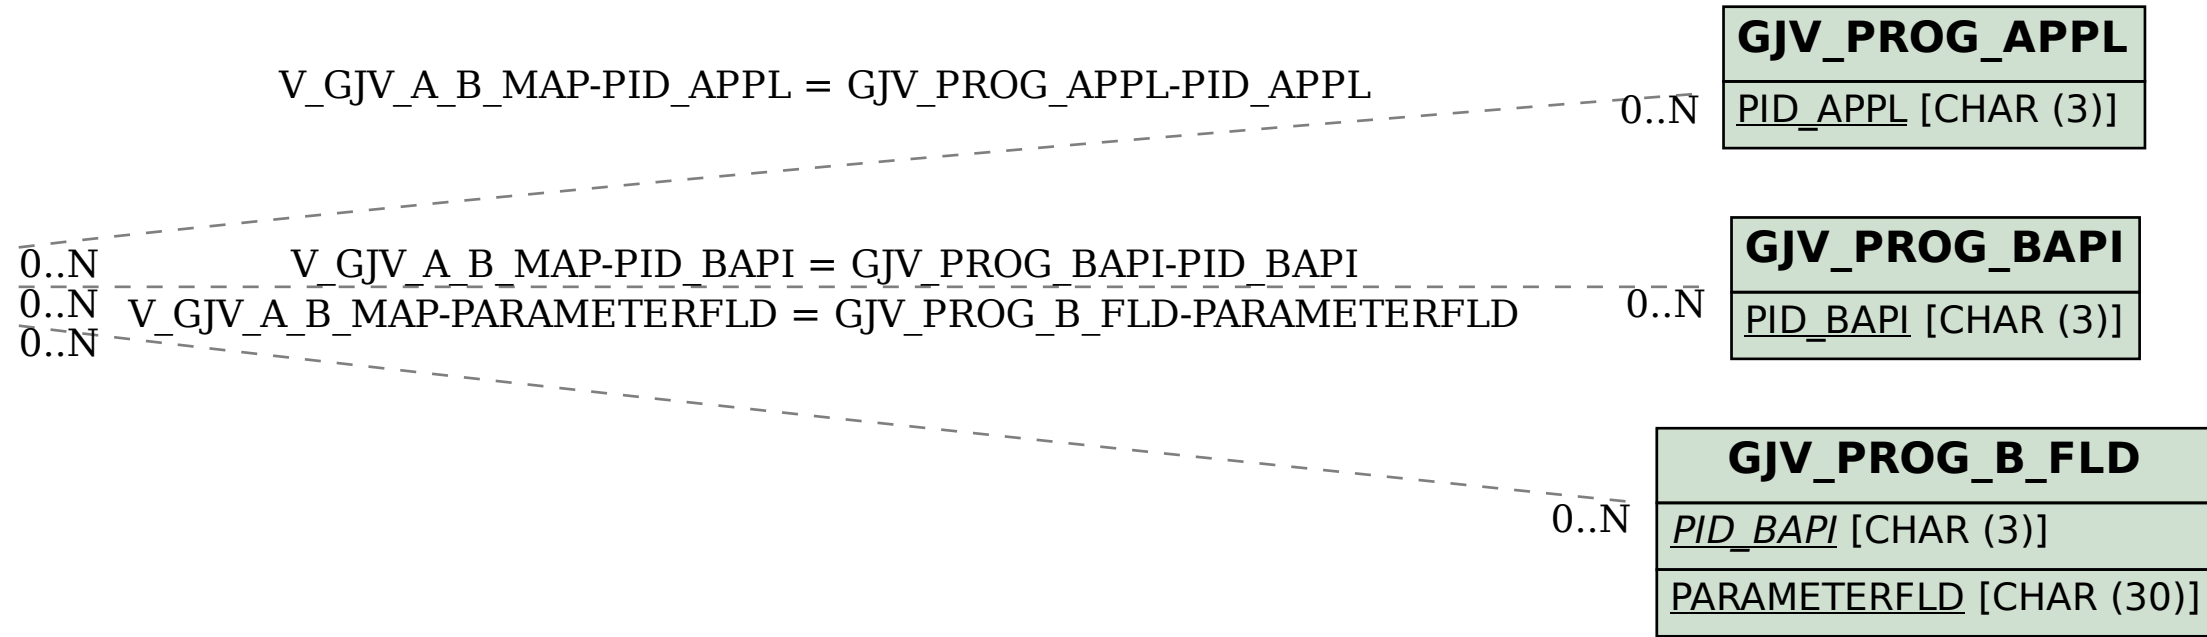 GJV_PROG_APPL
V_GJV_A_B_MAP-PID_APPL = GJV_PROG_APPL-PID_APPL
0..N
PID_APPL [CHAR (3)]
GJV_PROG_BAPI
0..N
V_GJV_A_B_MAP-PID_BAPI = GJV_PROG_BAPI-PID_BAPI
0..N
0..N
V_GJV_A_B_MAP-PARAMETERFLD = GJV_PROG_B_FLD-PARAMETERFLD
PID_BAPI [CHAR (3)]
0..N
GJV_PROG_B_FLD
0..N
PID_BAPI [CHAR (3)]
PARAMETERFLD [CHAR (30)]